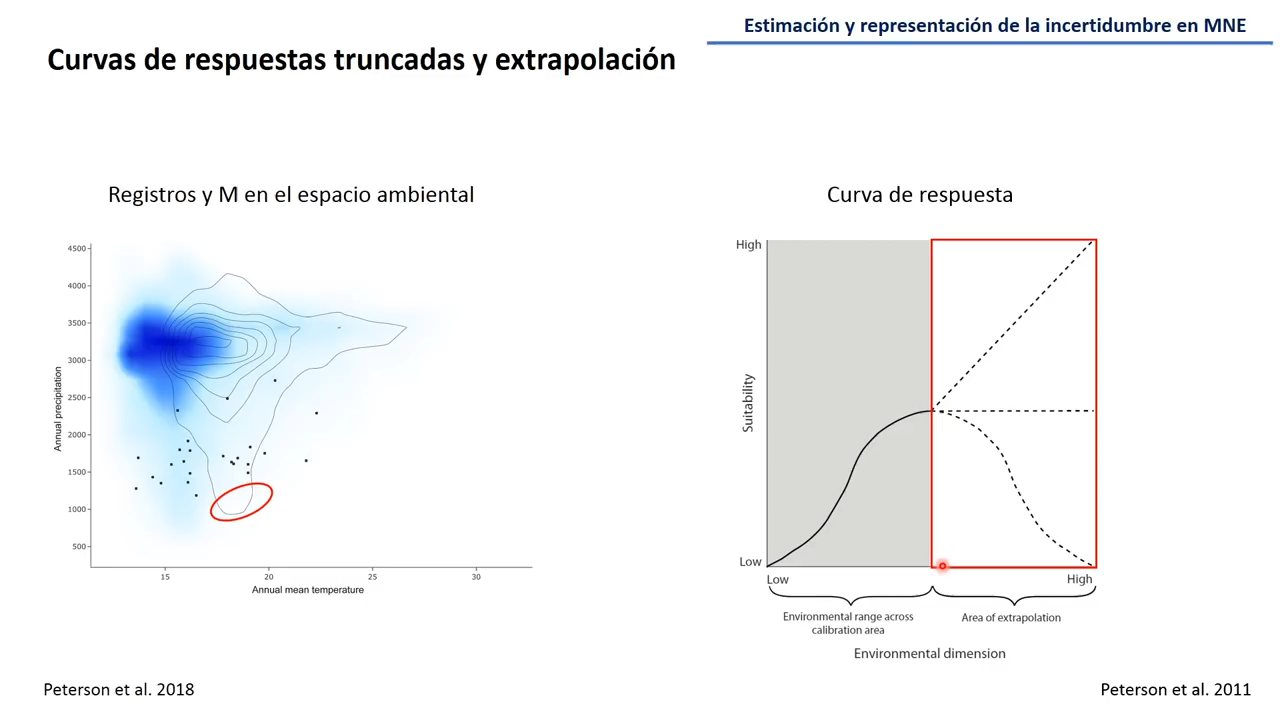 Estimación y representación de la incertidumbre en MNE
Curvas de respuestas truncadas y extrapolación
Registros y M en el espacio ambiental
4500
4000
3500
3000
2500
2000
1500
1000
500
Annual precipitation
15
20
25
30
Annual mean temperature
Peterson et al. 2018
Curva de respuesta
High
Suitability
Low
Low
High
Environmental range across
calibration area
Area of extrapolation
Environmental dimension
Peterson et al. 2011